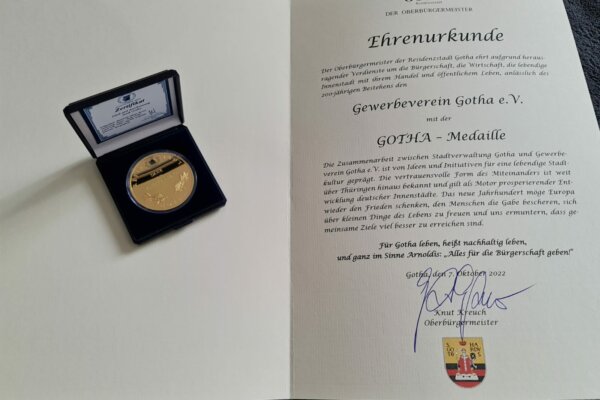 Zertifikat
DER OBERBÜRGERMEISTER
Ehrenurkunde
Der Oberbürgermeister der Residenzstadt Gotha ehrt aufgrund heraus-
ragender Verdienste um die Bürgerschaft, die Wirtschaft, die lebendige
Innenstadt mit ihrem Handel und öffentlichem Leben, anlässlich des
200jährigen Bestehens den
Gewerbeverein Gotha e.V.
mit der
GOTHA – Medaille
Die Zusammenarbeit zwischen Stadtverwaltung Gotha und Gewerbe-
verein Gotha e.V. ist von Ideen und Initiativen für eine lebendige Stadt-
kultur geprägt. Die vertrauensvolle Form des Miteinanders ist weit
über Thüringen hinaus bekannt und gilt als Motor prosperierender Ent-
wicklung deutscher Innenstädte. Das neue Jahrhundert möge Europa
wieder den Frieden schenken, den Menschen die Gabe bescheren, sich
über kleinen Dinge des Lebens zu freuen und uns ermuntern, dass ge-
meinsame Ziele viel besser zu erreichen sind.
Für Gotha leben, heißt nachhaltig leben,
und ganz im Sinne Arnoldis: „Alles für die Bürgerschaft geben!"
Gotha, den 7. Oktober 2022
Knut Kreuch
Oberbürgermeister